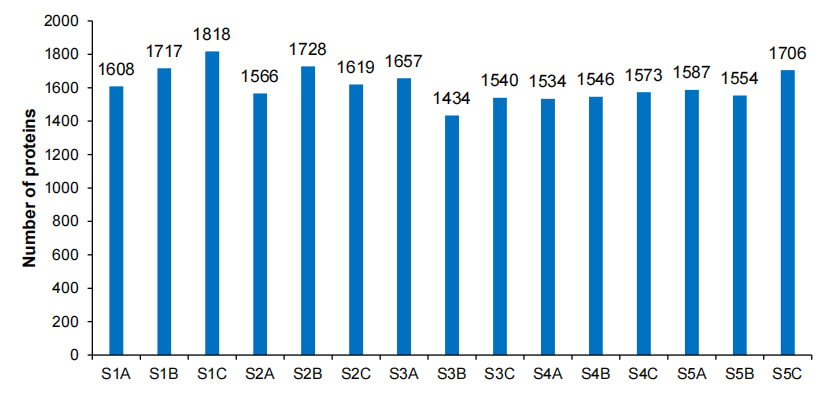 Number of proteins
2000
1800
1600
1400
1200
1000
800
600
400
200
0
1608
1717
1818
1566
1728
1619
1657
1434
1540
1534
1546
1573
1587
1554
1706
S1A
S1B
S1C
S2A
S2B
S2C
S3A
S3B
S3C
S4A
S4B
S4C
S5A
S5B
S5C